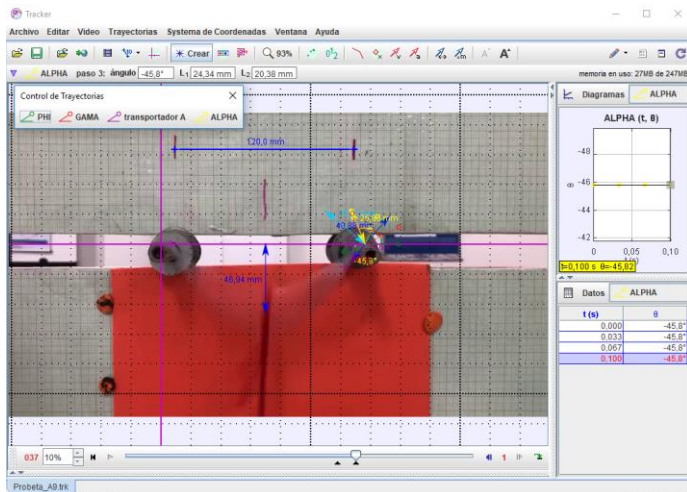 Tracker
Archivo Editar Video Trayectorias Sistema de Coordenadas Ventana Ayuda
Crear 93%
ALPHA paso 3: ángulo -45,8° L1 24,34 mm L2 20,38 mm memoria en uso: 27MB de 247MB
Control de Trayectorias
PHI GAMA transportador A ALPHA
120,0 mm
-45,8°
46,94 mm
Diagramas ALPHA
ALPHA (t, θ)
-48
-46
θ
-44
-42
0 0,05 0,10
t=0,100 s θ=-45,82
Datos ALPHA
t (s) θ
0,000 -45,8°
0,033 -45,8°
0,067 -45,8°
0,100 -45,8°
037 10% 1
Probeta_A9.trk